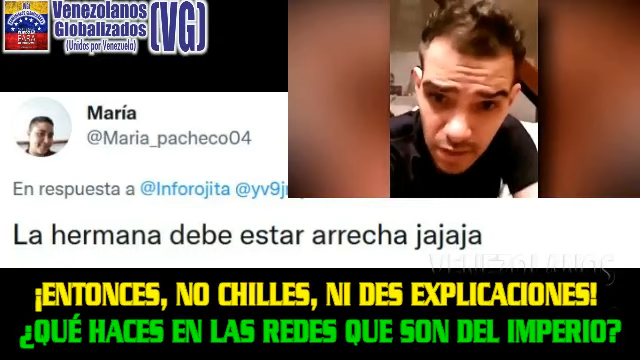 Venezolanos
Globalizados
(Unidos por Venezuela)
(VG)
María
@Maria_pacheco04
En respuesta a @Inforojita
La hermana debe estar arrecha jajaja
VENEZOLANOS
¡ENTONCES, NO CHILLES, NI DES EXPLICACIONES!
¿QUÉ HACES EN LAS REDES QUE SON DEL IMPERIO?